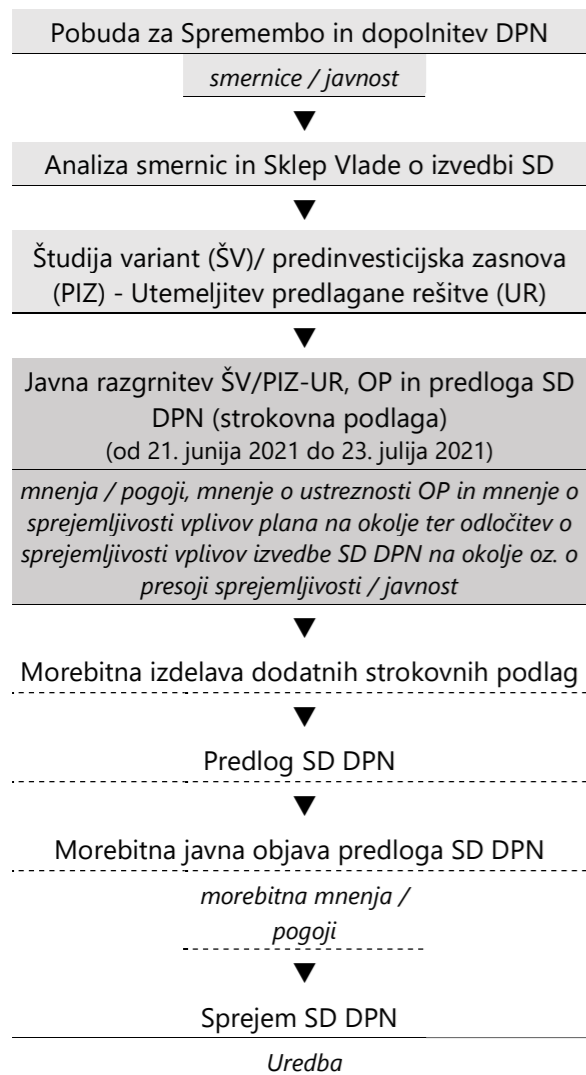 Pobuda za Spremembo in dopolnitev DPN
smernice / javnost
▼
Analiza smernic in Sklep Vlade o izvedbi SD
▼
Študija variant (ŠV)/ predinvesticijska zasnova
(PIZ) - Utemeljitev predlagane rešitve (UR)
▼
Javna razgrnitev ŠV/PIZ-UR, OP in predloga SD
DPN (strokovna podlaga)
(od 21. junija 2021 do 23. julija 2021)
mnenja / pogoji, mnenje o ustreznosti OP in mnenje o
sprejemljivosti vplivov plana na okolje ter odločitev o
sprejemljivosti vplivov izvedbe SD DPN na okolje oz. o
presoji sprejemljivosti / javnost
▼
Morebitna izdelava dodatnih strokovnih podlag
▼
Predlog SD DPN
▼
Morebitna javna objava predloga SD DPN
morebitna mnenja /
pogoji
▼
Sprejem SD DPN
Uredba